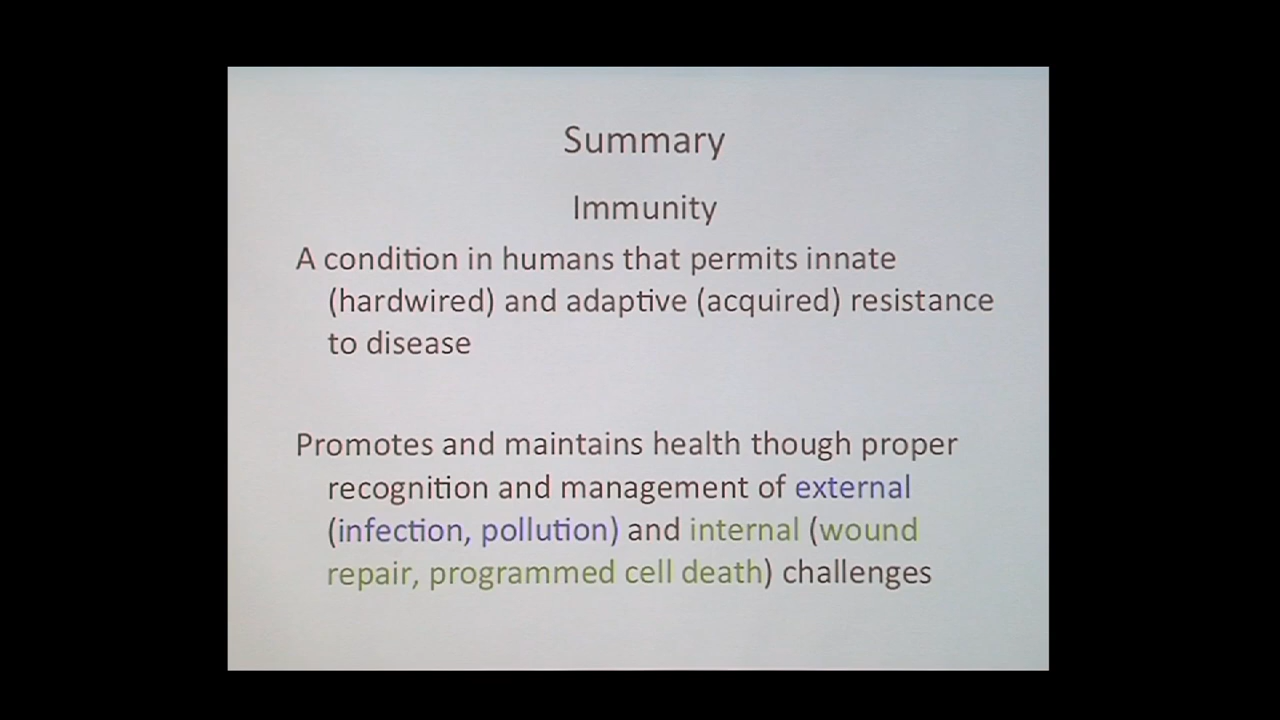 Summary
Immunity
A condition in humans that permits innate
(hardwired) and adaptive (acquired) resistance
to disease
Promotes and maintains health though proper
recognition and management of external
(infection, pollution) and internal (wound
repair, programmed cell death) challenges